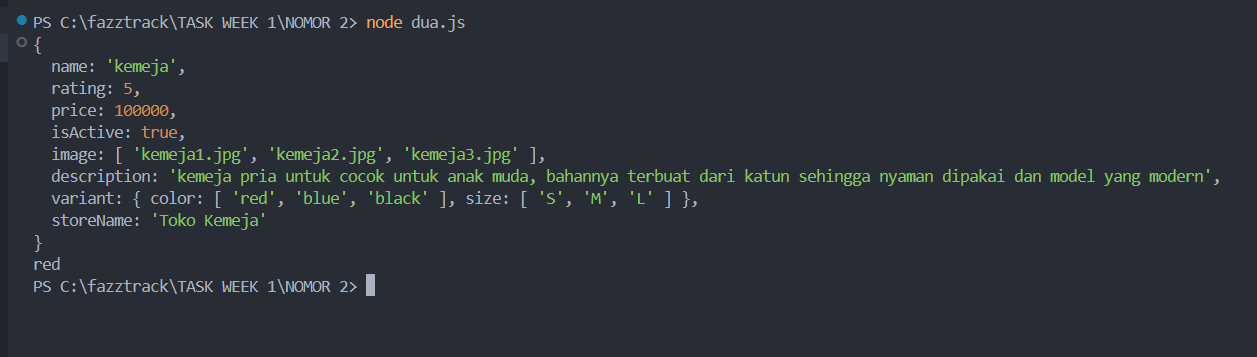 PS C:\fazztrack\TASK WEEK 1\NOMOR 2> node dua.js
{
  name: 'kemeja',
  rating: 5,
  price: 100000,
  isActive: true,
  image: [ 'kemeja1.jpg', 'kemeja2.jpg', 'kemeja3.jpg' ],
  description: 'kemeja pria untuk cocok untuk anak muda, bahannya terbuat dari katun sehingga nyaman dipakai dan model yang modern',
  variant: { color: [ 'red', 'blue', 'black' ], size: [ 'S', 'M', 'L' ] },
  storeName: 'Toko Kemeja'
}
red
PS C:\fazztrack\TASK WEEK 1\NOMOR 2>